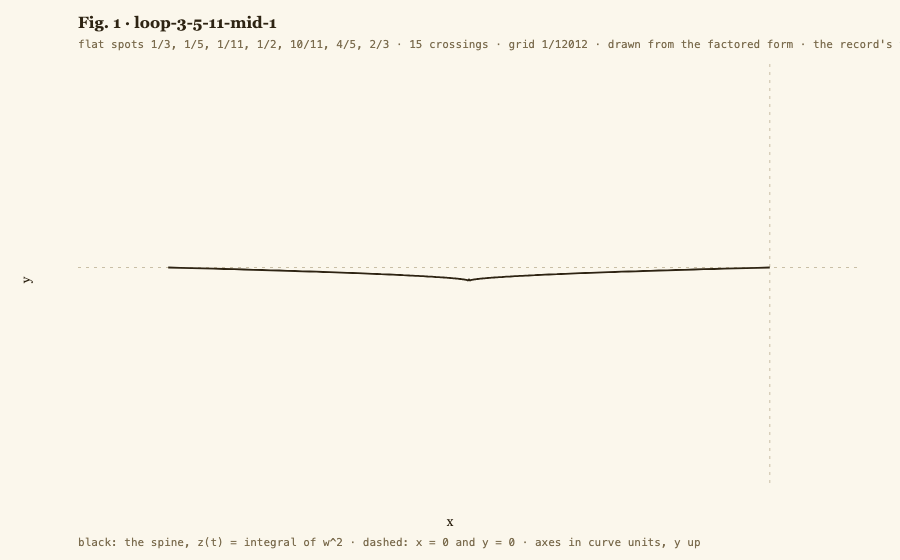 Fig. 1 · loop-3-5-11-mid-1
flat spots 1/3, 1/5, 1/11, 1/2, 10/11, 4/5, 2/3 · 15 crossings · grid 1/12012 · drawn from the factored form · the record's
y
x
black: the spine, z(t) = integral of w^2 · dashed: x = 0 and y = 0 · axes in curve units, y up